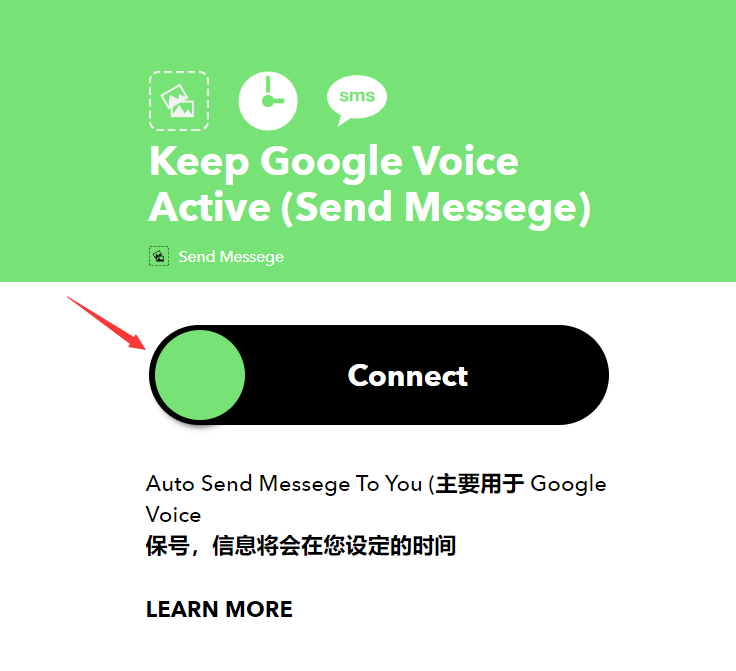 sms
Keep Google Voice
Active (Send Messege)
Send Messege
Connect
Auto Send Messege To You (主要用于 Google
Voice
保号，信息将会在您设定的时间
LEARN MORE